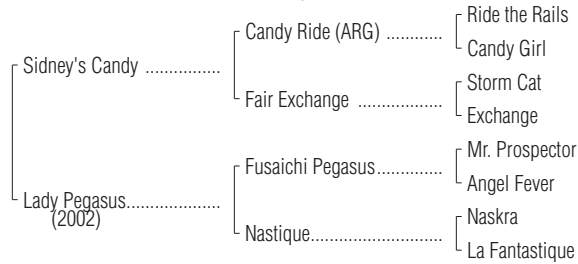 Ride the Rails
Candy Ride (ARG) ............
Candy Girl
Sidney's Candy ................
Storm Cat
Fair Exchange ..................
Exchange
Mr. Prospector
Fusaichi Pegasus................
Angel Fever
Lady Pegasus....................
(2002)
Naskra
Nastique............................
La Fantastique